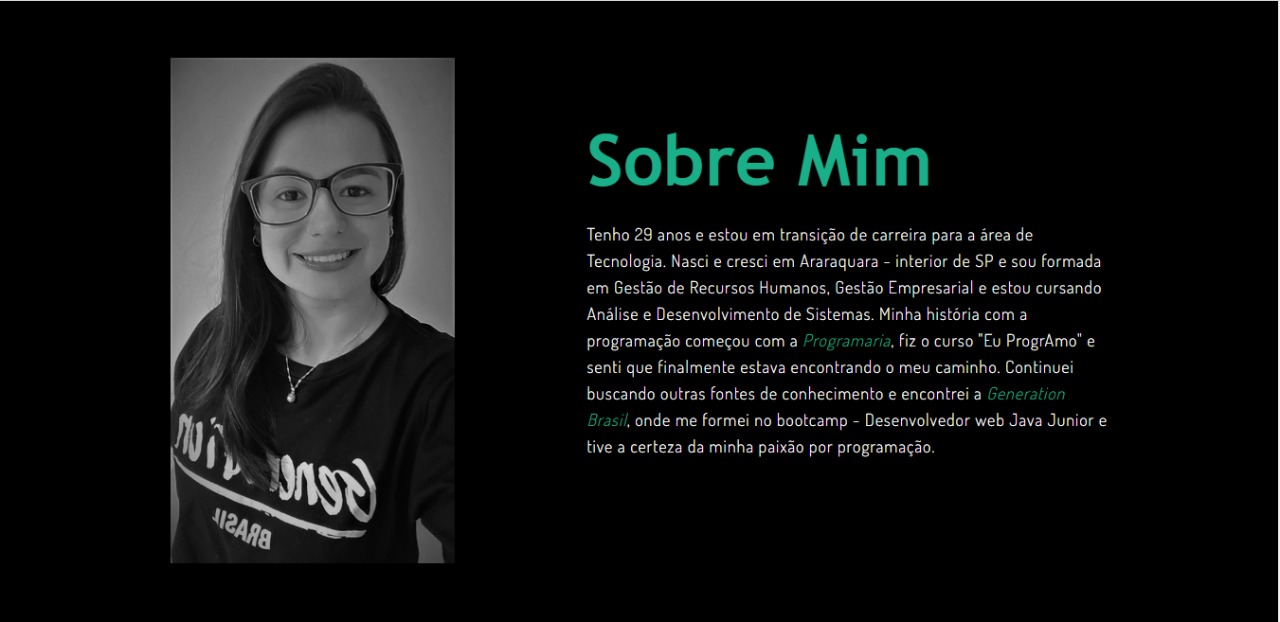 Sobre Mim
Tenho 29 anos e estou em transição de carreira para a área de
Tecnologia. Nasci e cresci em Araraquara - interior de SP e sou formada
em Gestão de Recursos Humanos, Gestão Empresarial e estou cursando
Análise e Desenvolvimento de Sistemas. Minha história com a
programação começou com a Programaria, fiz o curso "Eu ProgrAmo" e
senti que finalmente estava encontrando o meu caminho. Continuei
buscando outras fontes de conhecimento e encontrei a Generation
Brasil, onde me formei no bootcamp - Desenvolvedor web Java Junior e
tive a certeza da minha paixão por programação.
BRASIL